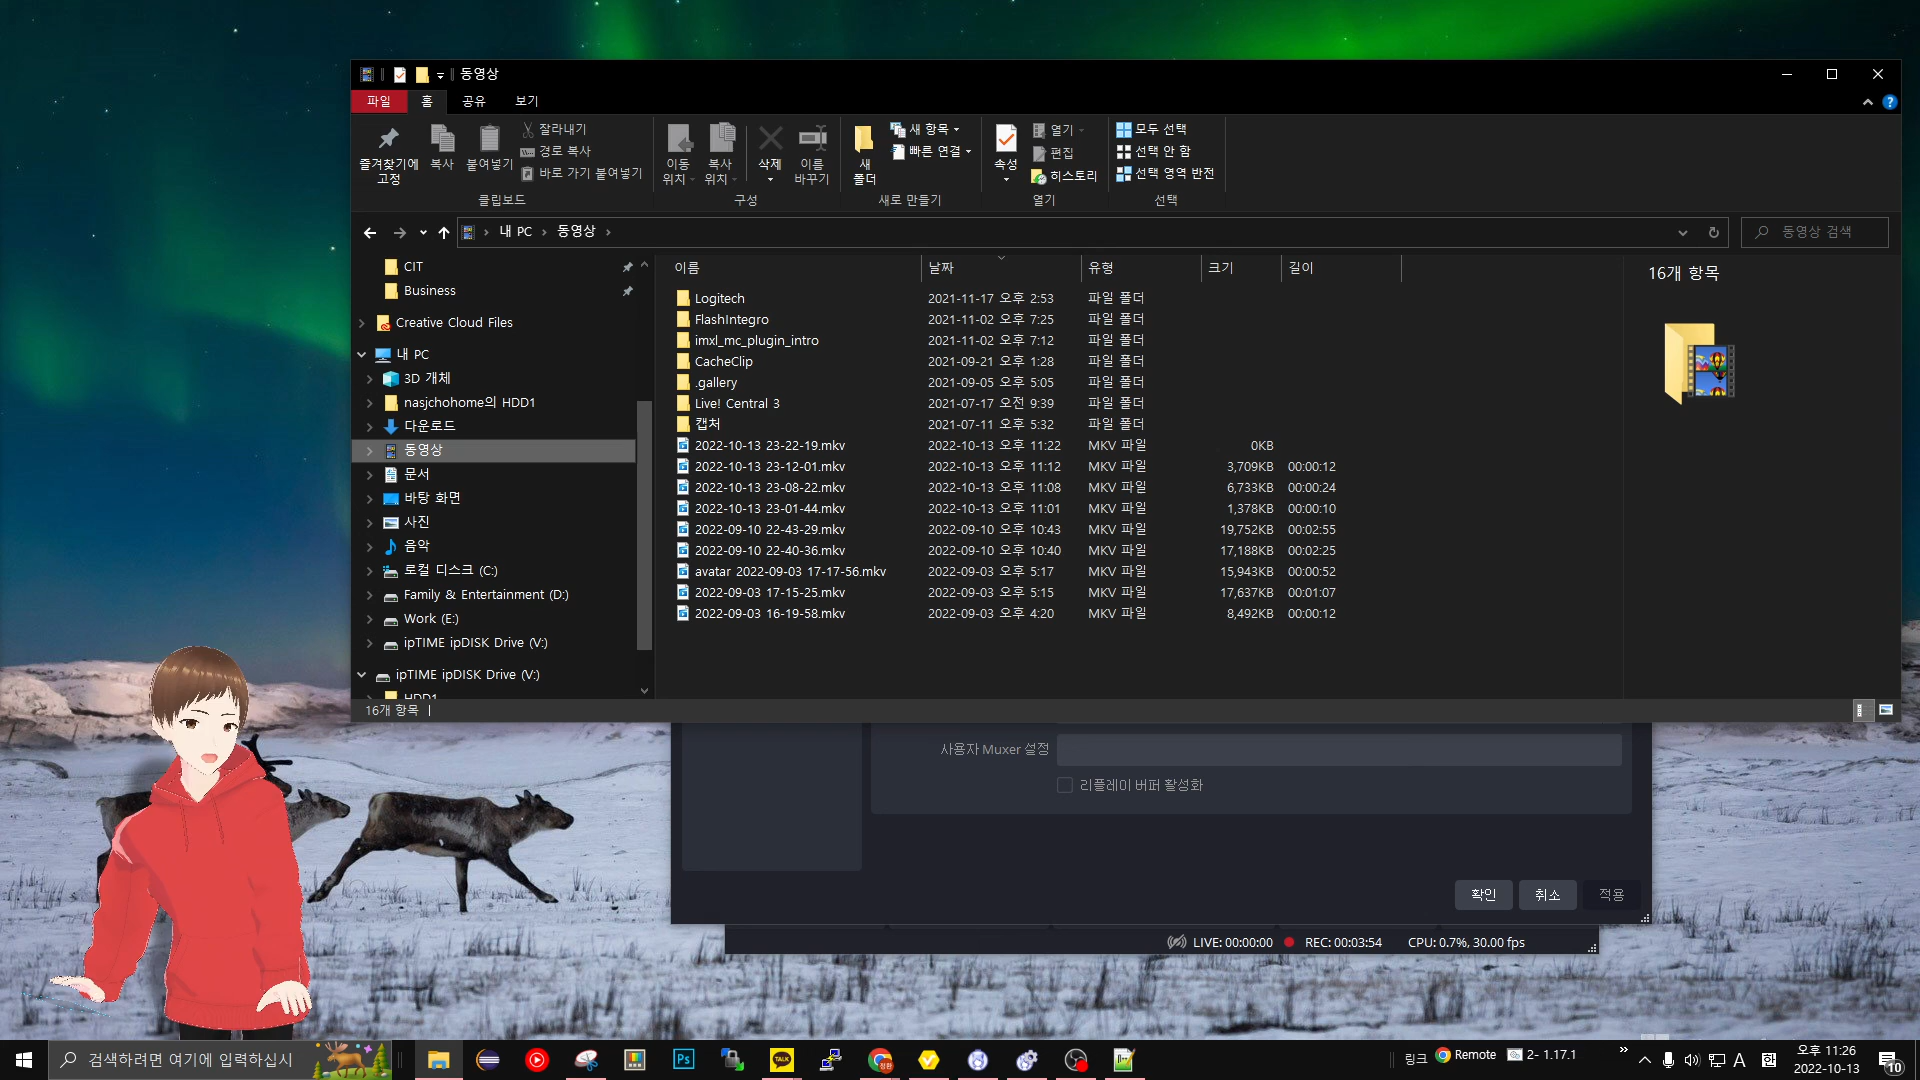 동영상
파일 홈 공유 보기
즐겨찾기에 고정
복사
붙여넣기
잘라내기
경로 복사
바로 가기 붙여넣기
클립보드
이동 위치
복사 위치
삭제
이름 바꾸기
구성
새 폴더
새 항목
빠른 연결
새로 만들기
속성
열기
편집
히스토리
열기
모두 선택
선택 안 함
선택 영역 반전
선택
내 PC 동영상
동영상 검색
CIT
Business
Creative Cloud Files
내 PC
3D 개체
nasjchohome의 HDD1
다운로드
동영상
문서
바탕 화면
사진
음악
로컬 디스크 (C:)
Family & Entertainment (D:)
Work (E:)
ipTIME ipDISK Drive (V:)
ipTIME ipDISK Drive (V:)
HDD1
이름 날짜 유형 크기 길이
Logitech 2021-11-17 오후 2:53 파일 폴더
FlashIntegro 2021-11-02 오후 7:25 파일 폴더
imxl_mc_plugin_intro 2021-11-02 오후 7:12 파일 폴더
CacheClip 2021-09-21 오후 1:28 파일 폴더
.gallery 2021-09-05 오후 5:05 파일 폴더
Live! Central 3 2021-07-17 오전 9:39 파일 폴더
캡처 2021-07-11 오후 5:32 파일 폴더
2022-10-13 23-22-19.mkv 2022-10-13 오후 11:22 MKV 파일 0KB
2022-10-13 23-12-01.mkv 2022-10-13 오후 11:12 MKV 파일 3,709KB 00:00:12
2022-10-13 23-08-22.mkv 2022-10-13 오후 11:08 MKV 파일 6,733KB 00:00:24
2022-10-13 23-01-44.mkv 2022-10-13 오후 11:01 MKV 파일 1,378KB 00:00:10
2022-09-10 22-43-29.mkv 2022-09-10 오후 10:43 MKV 파일 19,752KB 00:02:55
2022-09-10 22-40-36.mkv 2022-09-10 오후 10:40 MKV 파일 17,188KB 00:02:25
avatar 2022-09-03 17-17-56.mkv 2022-09-03 오후 5:17 MKV 파일 15,943KB 00:00:52
2022-09-03 17-15-25.mkv 2022-09-03 오후 5:15 MKV 파일 17,637KB 00:01:07
2022-09-03 16-19-58.mkv 2022-09-03 오후 4:20 MKV 파일 8,492KB 00:00:12
16개 항목
16개 항목
사용자 Muxer 설정
리플레이 버퍼 활성화
확인 취소 적용
LIVE: 00:00:00 REC: 00:03:54 CPU: 0.7%, 30.00 fps
검색하려면 여기에 입력하십시
Ps
TALK
링크 Remote 2- 1.17.1
A 한
오후 11:26
2022-10-13
10